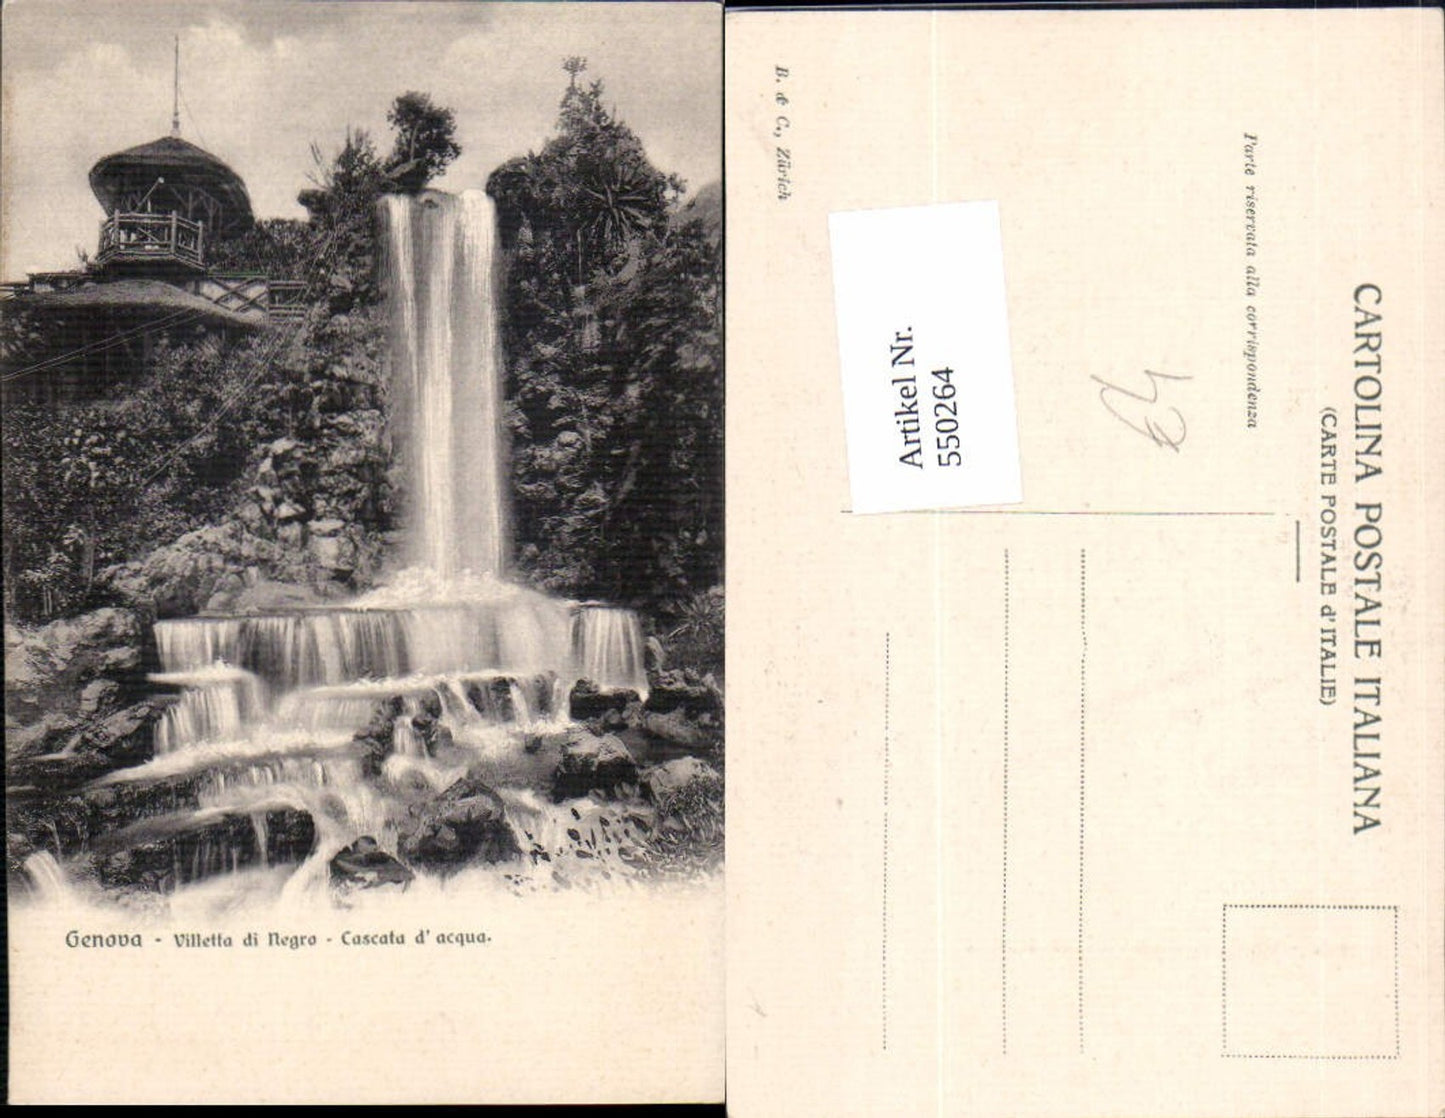 Genova - Villetta di Negro - Cascata d'acqua.
CARTOLINA POSTALE ITALIANA
(CARTE POSTALE d'ITALIE)
Parte riservata alla corrispondenza
Artikel Nr.
550264
B. & C., Zürich